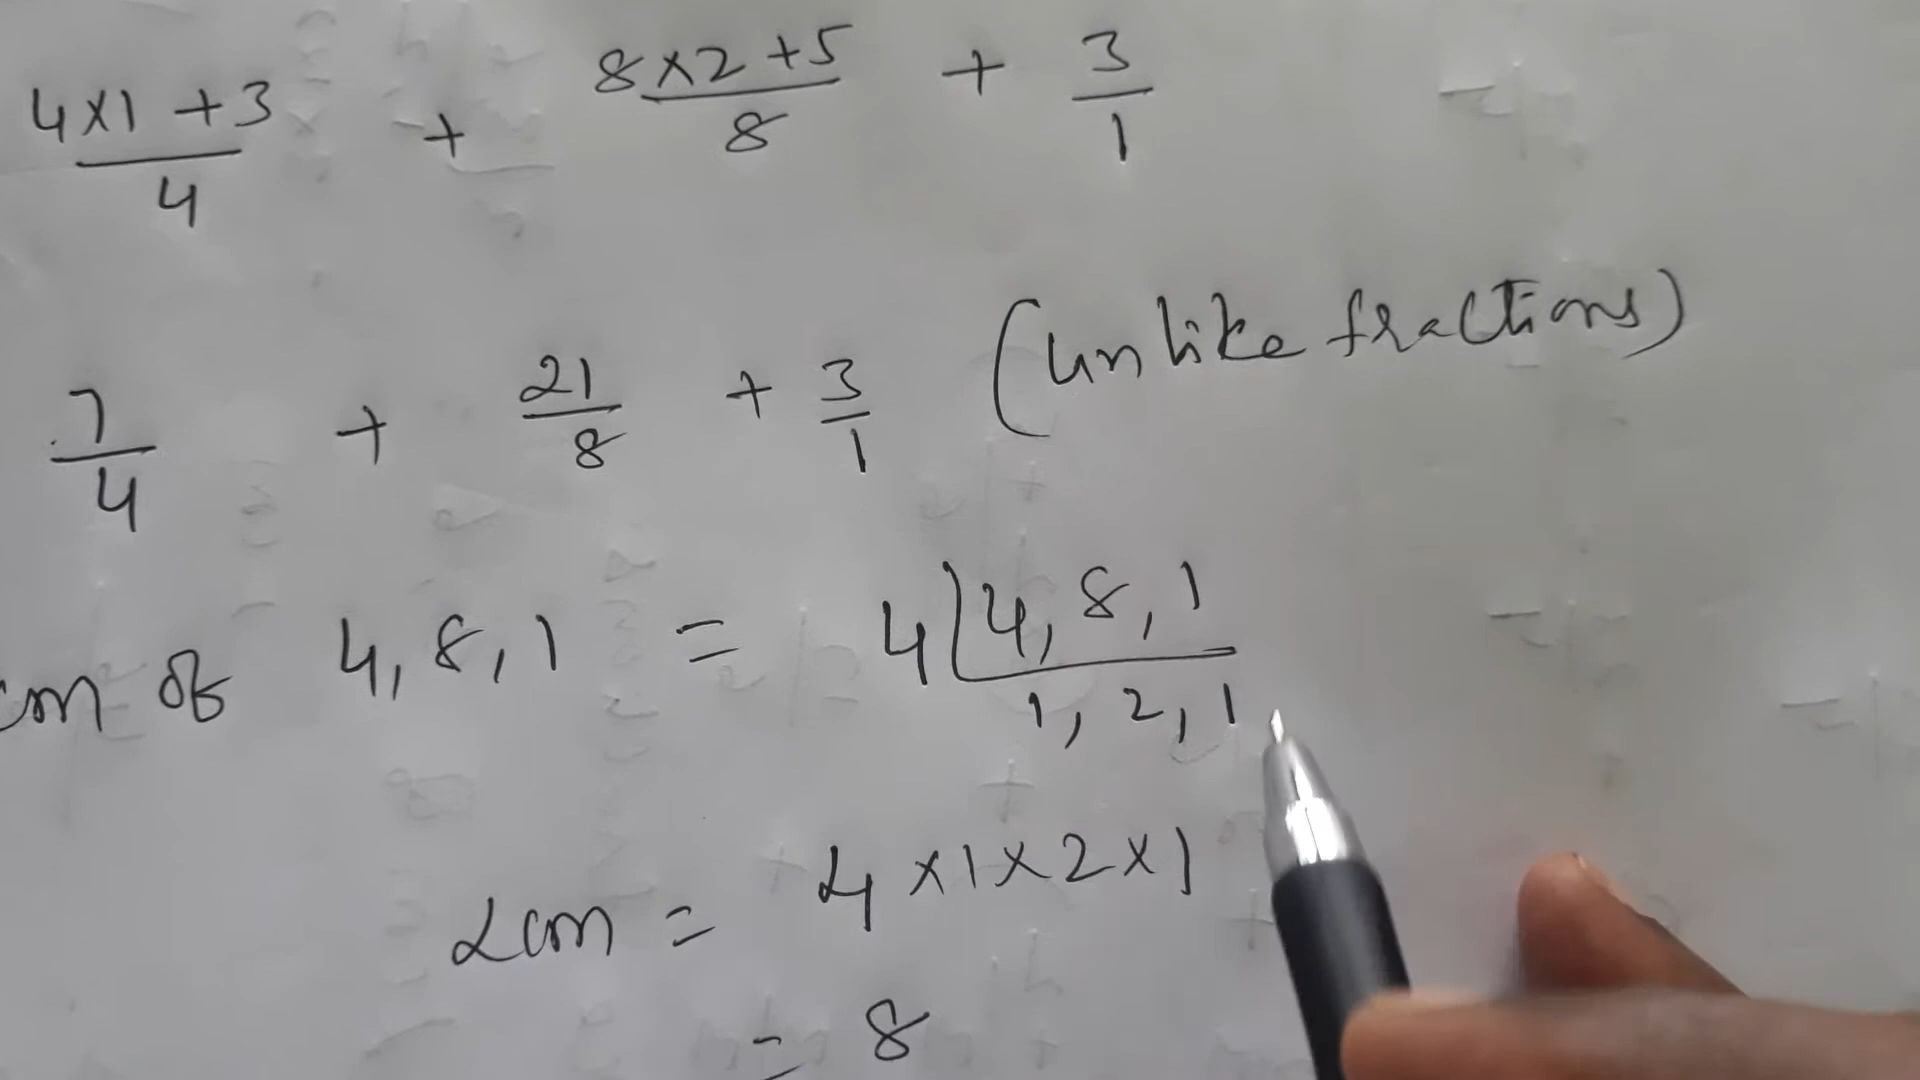 4×1+3/4 + 8×2+5/8 + 3/1
7/4 + 21/8 + 3/1 (unlike fractions)
cm of 4, 8, 1 = 4 | 4, 8, 1
1, 2, 1
Lcm = 4×1×2×1
= 8